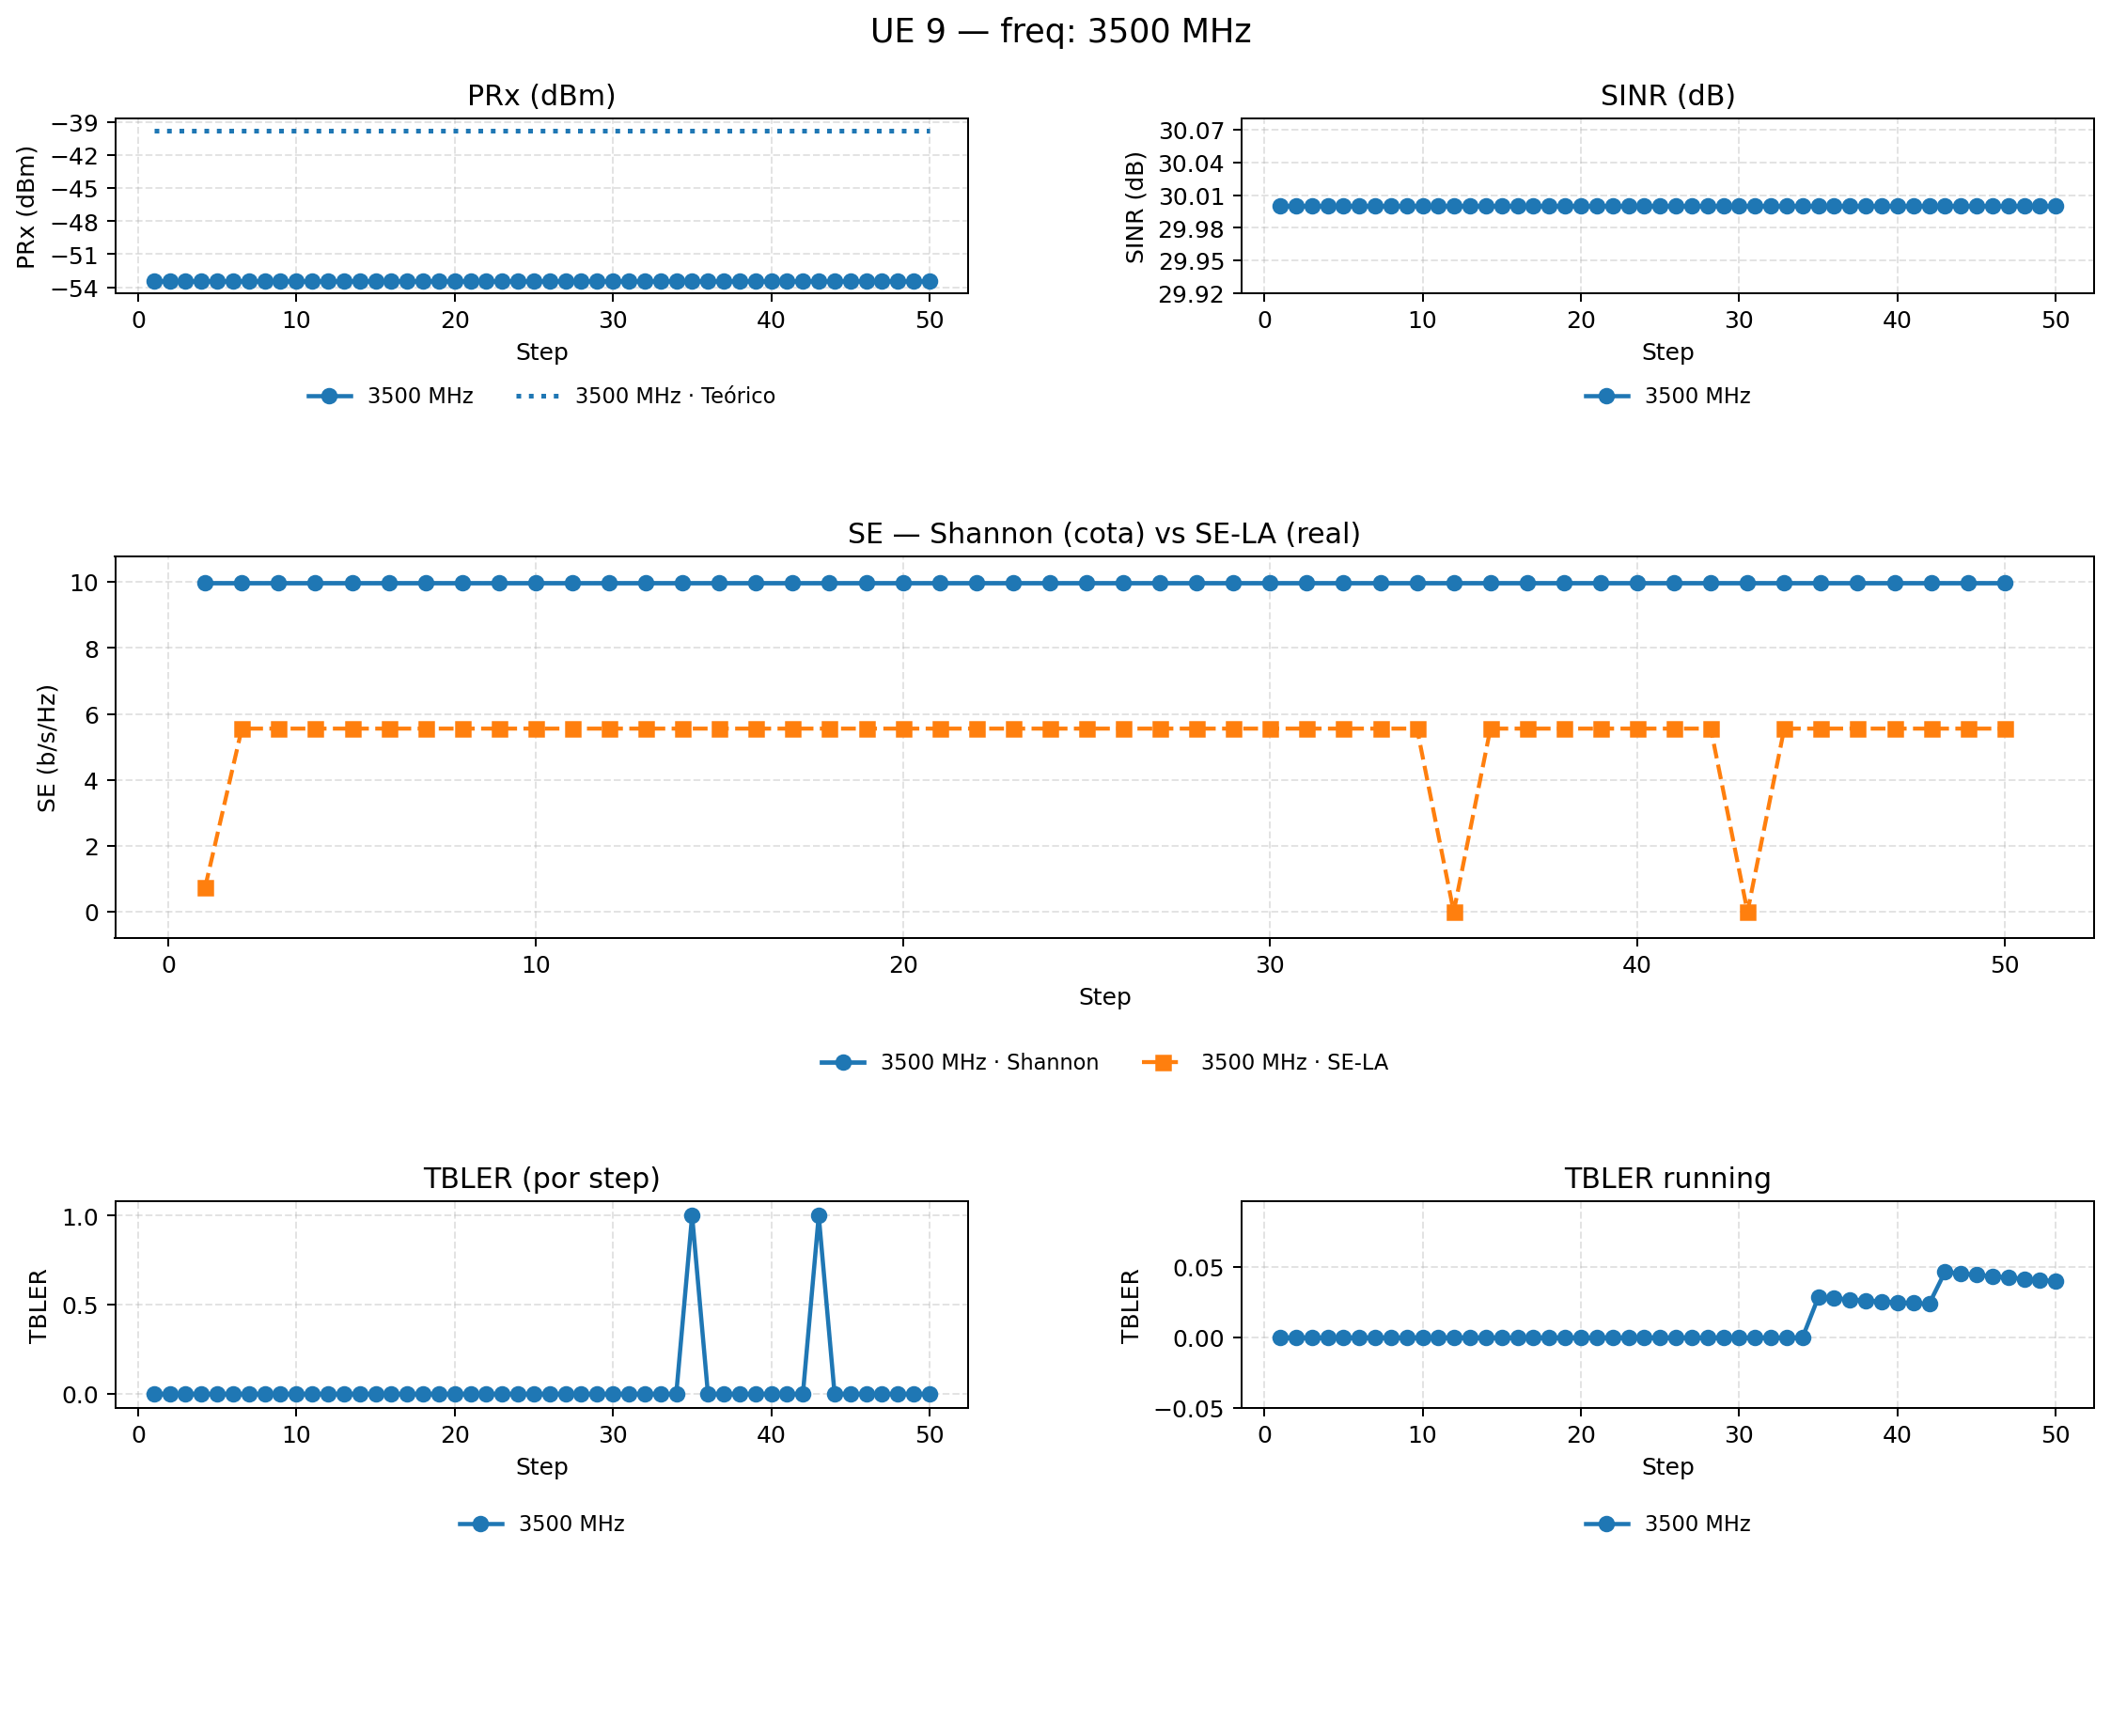 UE 9 — freq: 3500 MHz
PRx (dBm)
−39
−42
−45
−48
−51
−54
PRx (dBm)
0 10 20 30 40 50
Step
3500 MHz 3500 MHz · Teórico
SINR (dB)
30.07
30.04
30.01
29.98
29.95
29.92
SINR (dB)
0 10 20 30 40 50
Step
3500 MHz
SE — Shannon (cota) vs SE-LA (real)
10
8
6
4
2
0
SE (b/s/Hz)
0 10 20 30 40 50
Step
3500 MHz · Shannon 3500 MHz · SE-LA
TBLER (por step)
1.0
0.5
0.0
TBLER
0 10 20 30 40 50
Step
3500 MHz
TBLER running
0.05
0.00
−0.05
TBLER
0 10 20 30 40 50
Step
3500 MHz